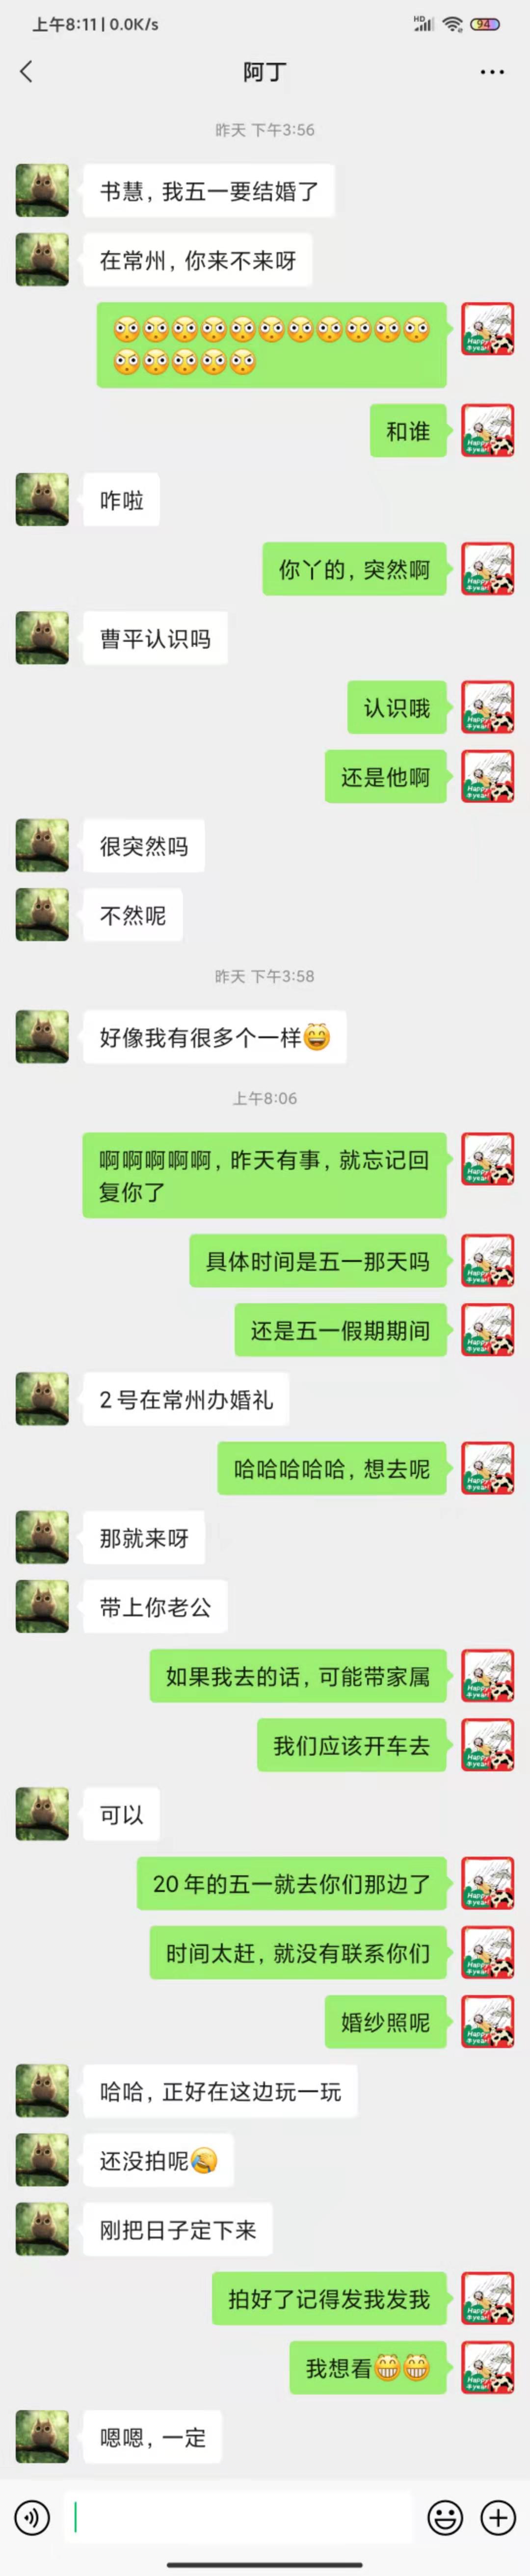 上午8:11 | 0.0K/s
HD
94
阿丁
昨天 下午3:56
书慧，我五一要结婚了
在常州，你来不来呀
和谁
咋啦
你丫的，突然啊
曹平认识吗
认识哦
还是他啊
很突然吗
不然呢
昨天 下午3:58
好像我有很多个一样😄
上午8:06
啊啊啊啊啊，昨天有事，就忘记回
复你了
具体时间是五一那天吗
还是五一假期期间
2 号在常州办婚礼
哈哈哈哈哈，想去呢
那就来呀
带上你老公
如果我去的话，可能带家属
我们应该开车去
可以
20 年的五一就去你们那边了
时间太赶，就没有联系你们
婚纱照呢
哈哈，正好在这边玩一玩
还没拍呢🤣
刚把日子定下来
拍好了记得发我发我
我想看😁😁
嗯嗯，一定